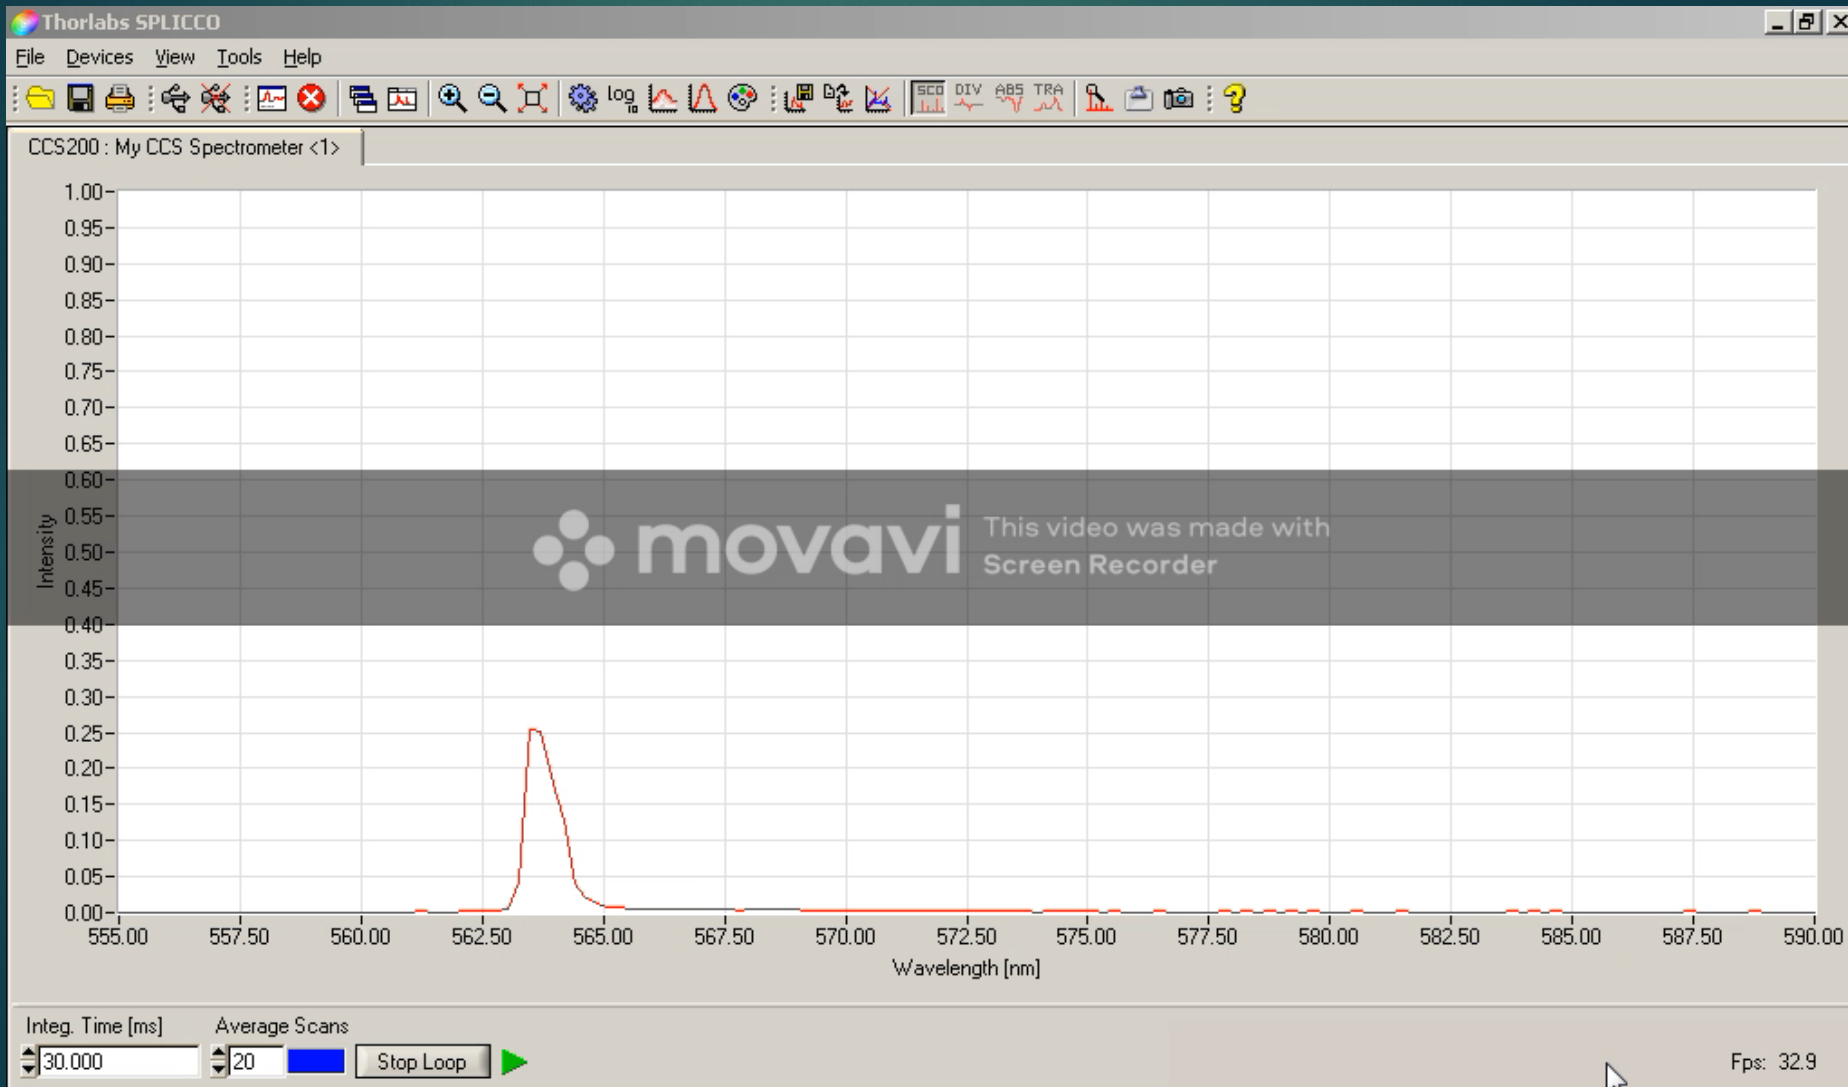 Thorlabs SPLICCO
File Devices View Tools Help
log 10 SCO DIV ABS TRA
CCS200 : My CCS Spectrometer <1>
1.00
0.95
0.90
0.85
0.80
0.75
0.70
0.65
0.60
0.55
0.50
0.45
0.40
0.35
0.30
0.25
0.20
0.15
0.10
0.05
0.00
Intensity
movavi
This video was made with
Screen Recorder
555.00 557.50 560.00 562.50 565.00 567.50 570.00 572.50 575.00 577.50 580.00 582.50 585.00 587.50 590.00
Wavelength [nm]
Integ. Time [ms] Average Scans
30.000 20 Stop Loop Fps: 32.9